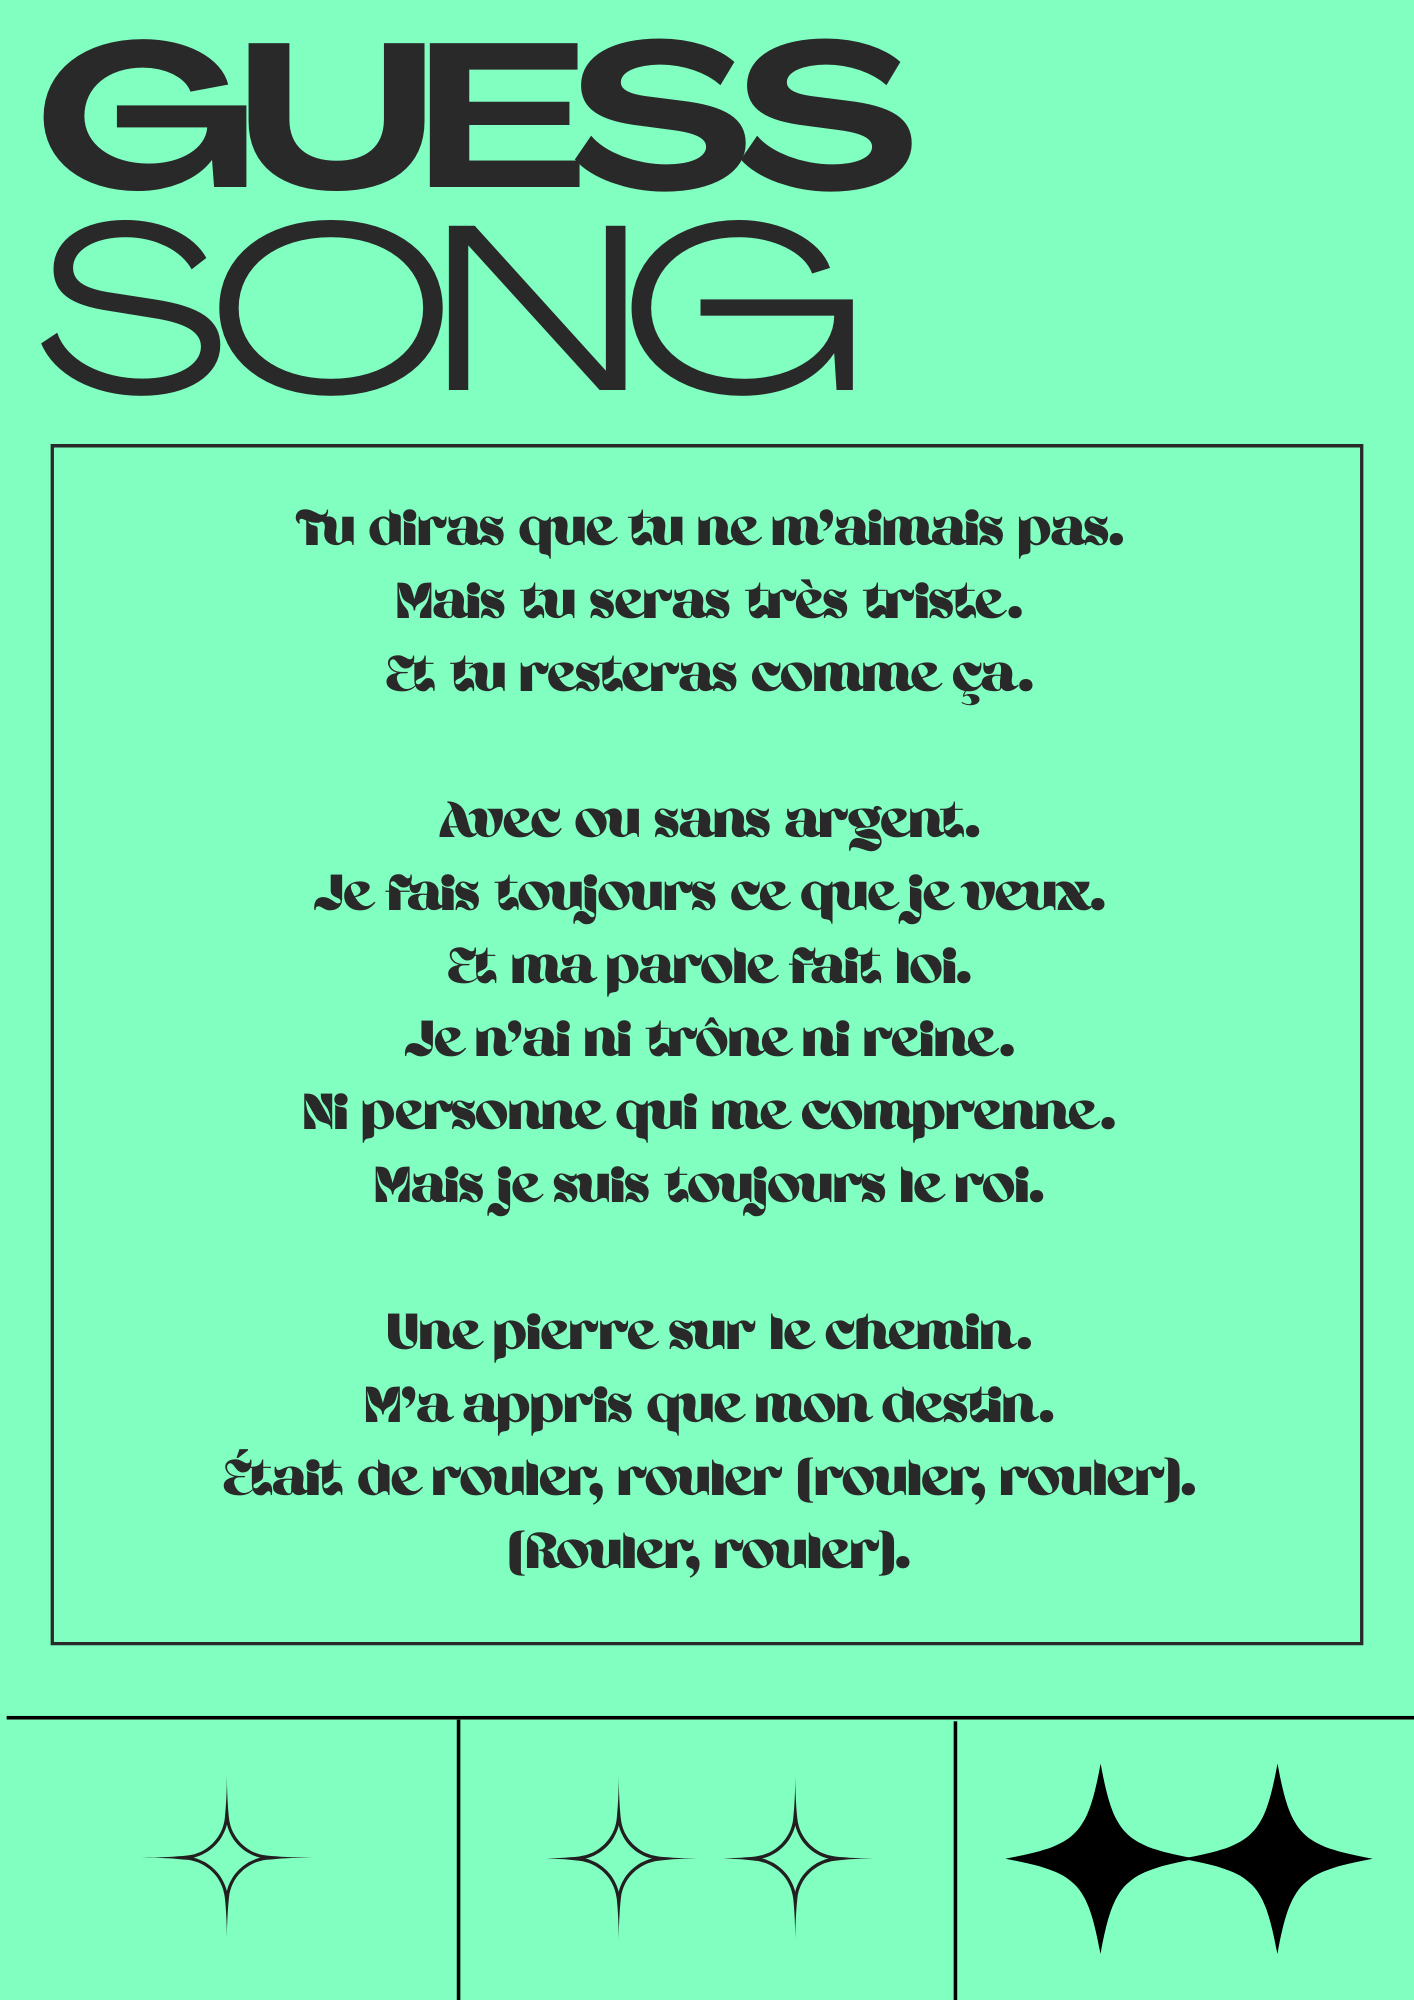 GUESS
SONG
Tu diras que tu ne m’aimais pas.
Mais tu seras très triste.
Et tu resteras comme ça.
Avec ou sans argent.
Je fais toujours ce que je veux.
Et ma parole fait loi.
Je n’ai ni trône ni reine.
Ni personne qui me comprenne.
Mais je suis toujours le roi.
Une pierre sur le chemin.
M’a appris que mon destin.
Était de rouler, rouler (rouler, rouler).
(Rouler, rouler).